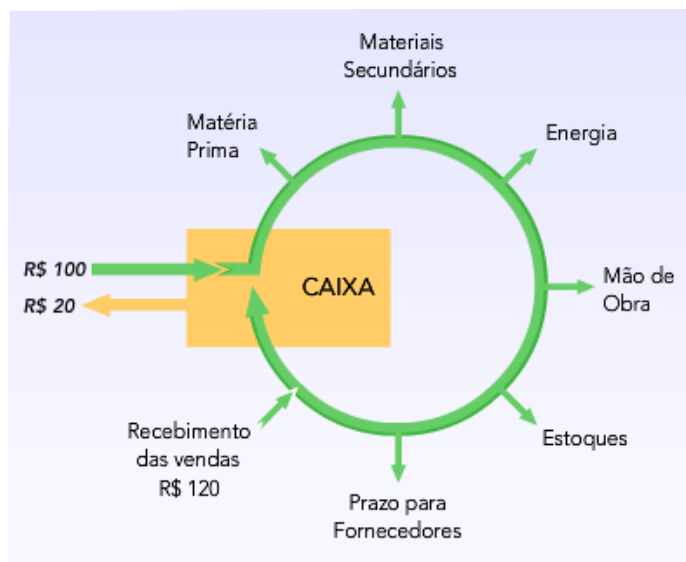 Materiais
Secundários
Matéria
Prima
Energia
R$ 100
R$ 20
CAIXA
Mão de
Obra
Recebimento
das vendas
R$ 120
Estoques
Prazo para
Fornecedores